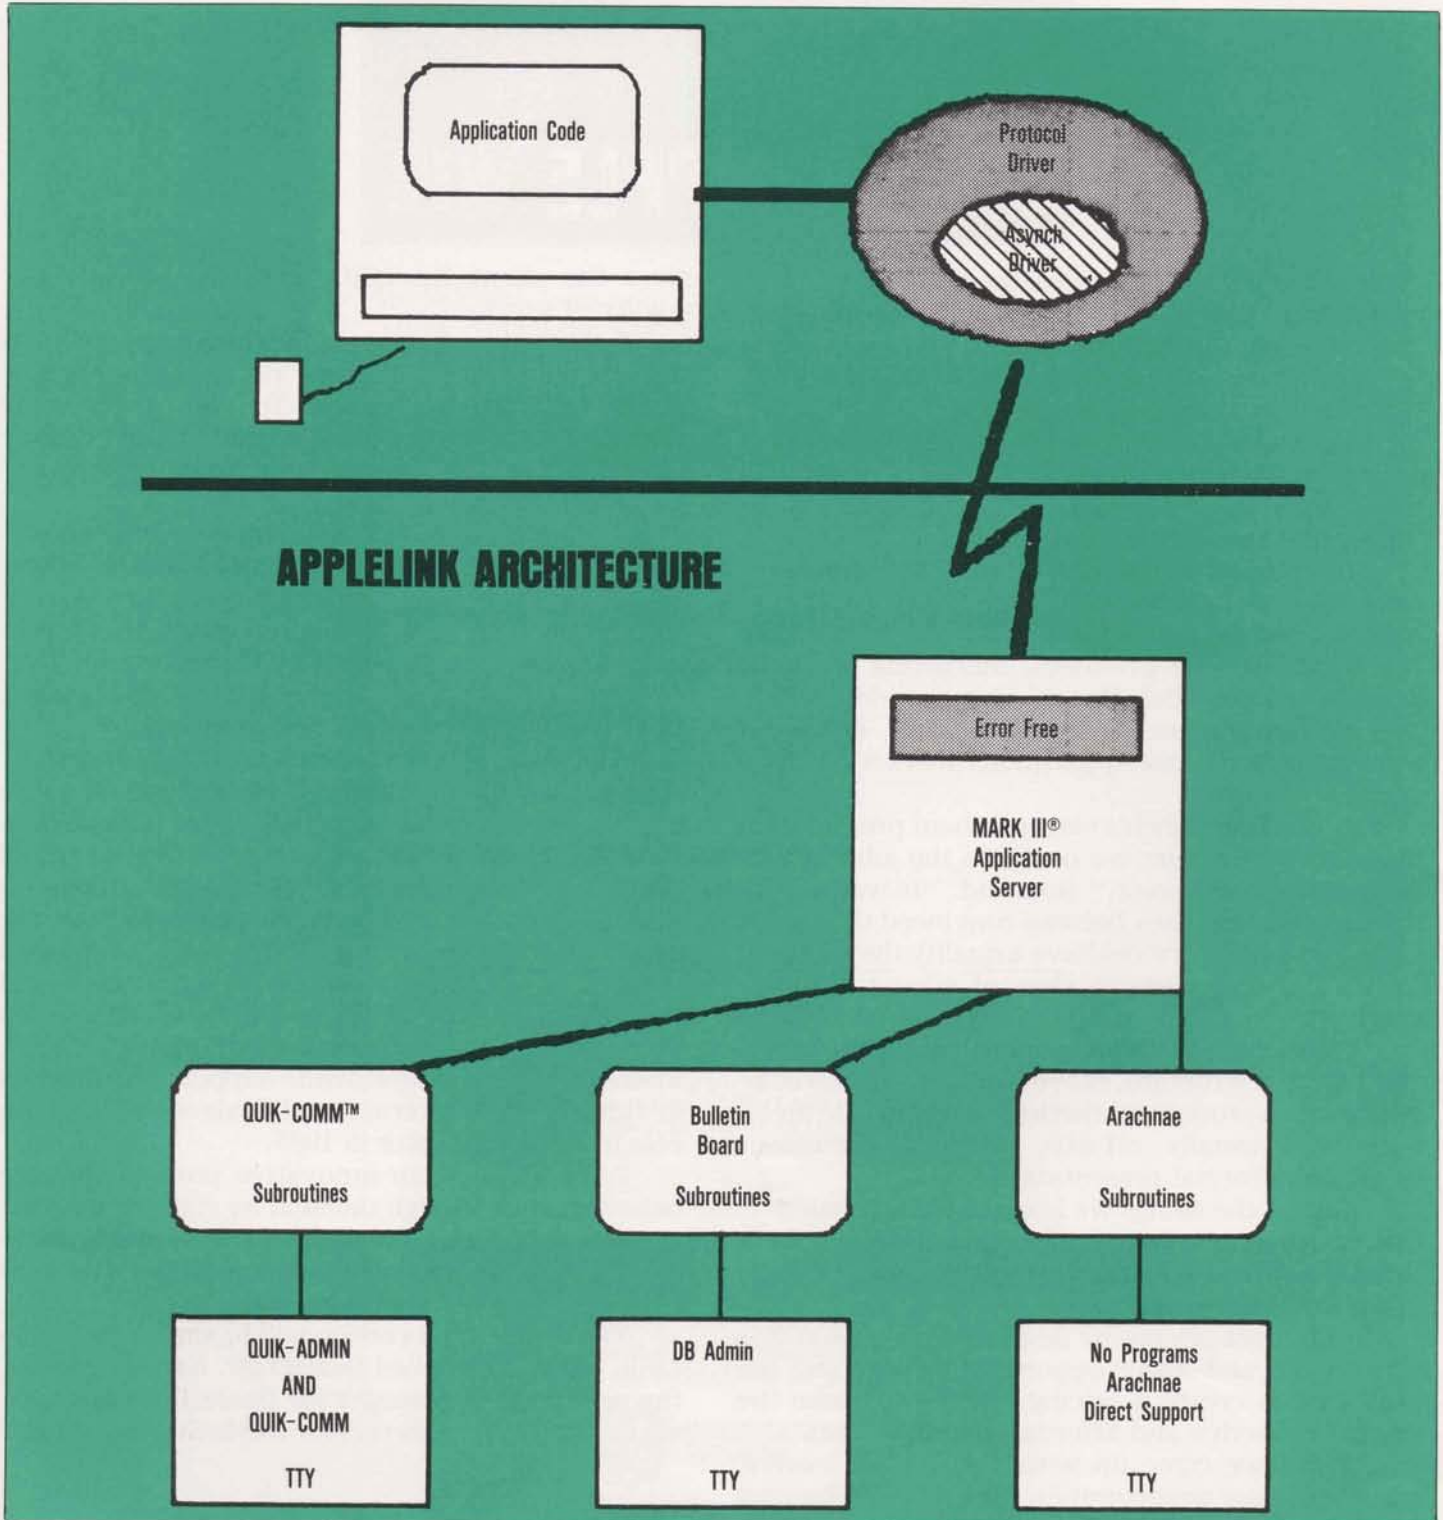 Application Code
Protocol
Driver
Asynch
Driver
APPLELINK ARCHITECTURE
Error Free
MARK III®
Application
Server
QUIK-COMM™
Subroutines
Bulletin
Board
Subroutines
Arachnae
Subroutines
QUIK-ADMIN
AND
QUIK-COMM
TTY
DB Admin
TTY
No Programs
Arachnae
Direct Support
TTY